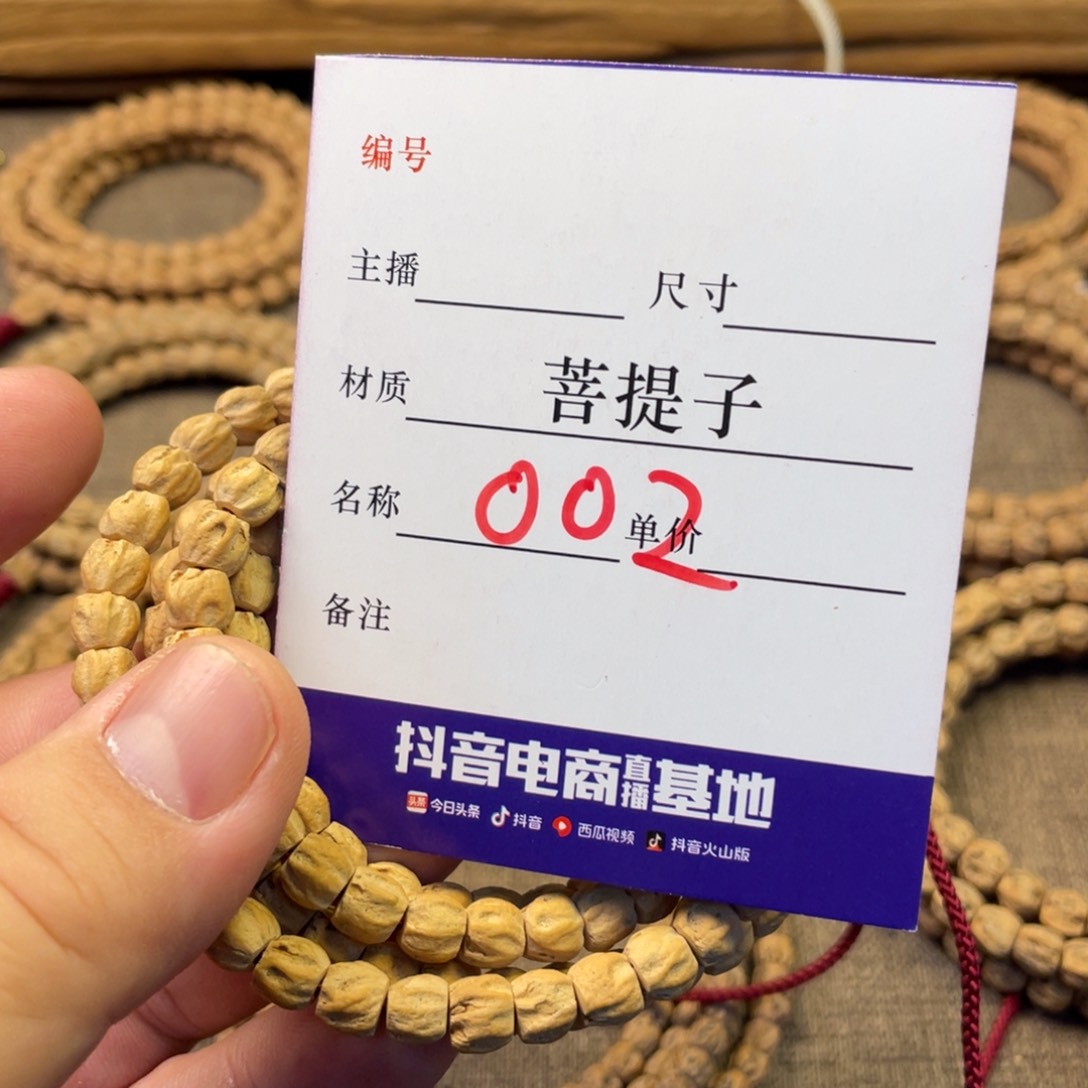 编号
主播 尺寸
材质 菩提子
名称 002 单价
备注
抖音电商直播基地
头条 今日头条 抖音 西瓜视频 抖音火山版